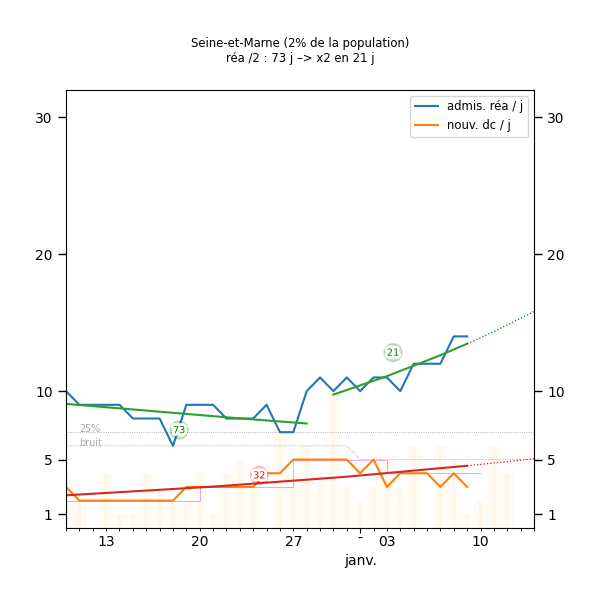 Seine-et-Marne (2% de la population)
réa /2 : 73 j –> x2 en 21 j
admis. réa / j
nouv. dc / j
30 30
20 20
21
10 10
25%
73
bruit
5 5
32
1 1
13 20 27 - 03 10
janv.